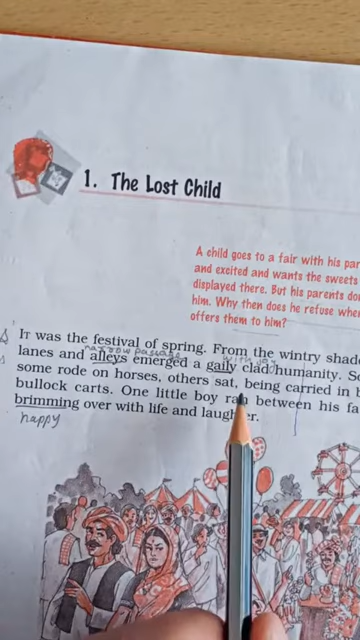 1. The Lost Child
A child goes to a fair with his par
and excited and wants the sweets
displayed there. But his parents do
him. Why then does he refuse whe
offers them to him?
IT was the festival of spring. From the wintry shade
narrow passage with joy
lanes and alleys emerged a gaily clad humanity. So
some rode on horses, others sat, being carried in b
bullock carts. One little boy ran between his fa
brimming over with life and laughter.
happy